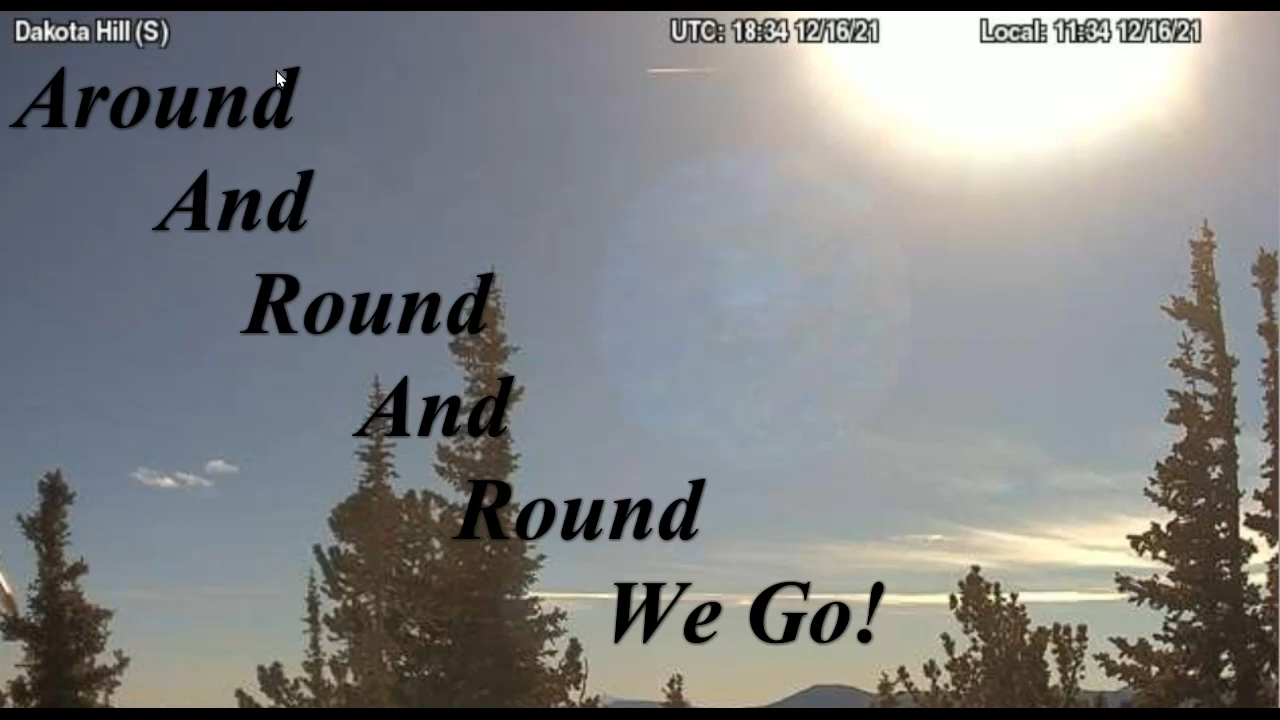 Dakota Hill (S) UTC: 18:34 12/16/21 Local: 11:34 12/16/21
Around
And
Round
And
Round
We Go!